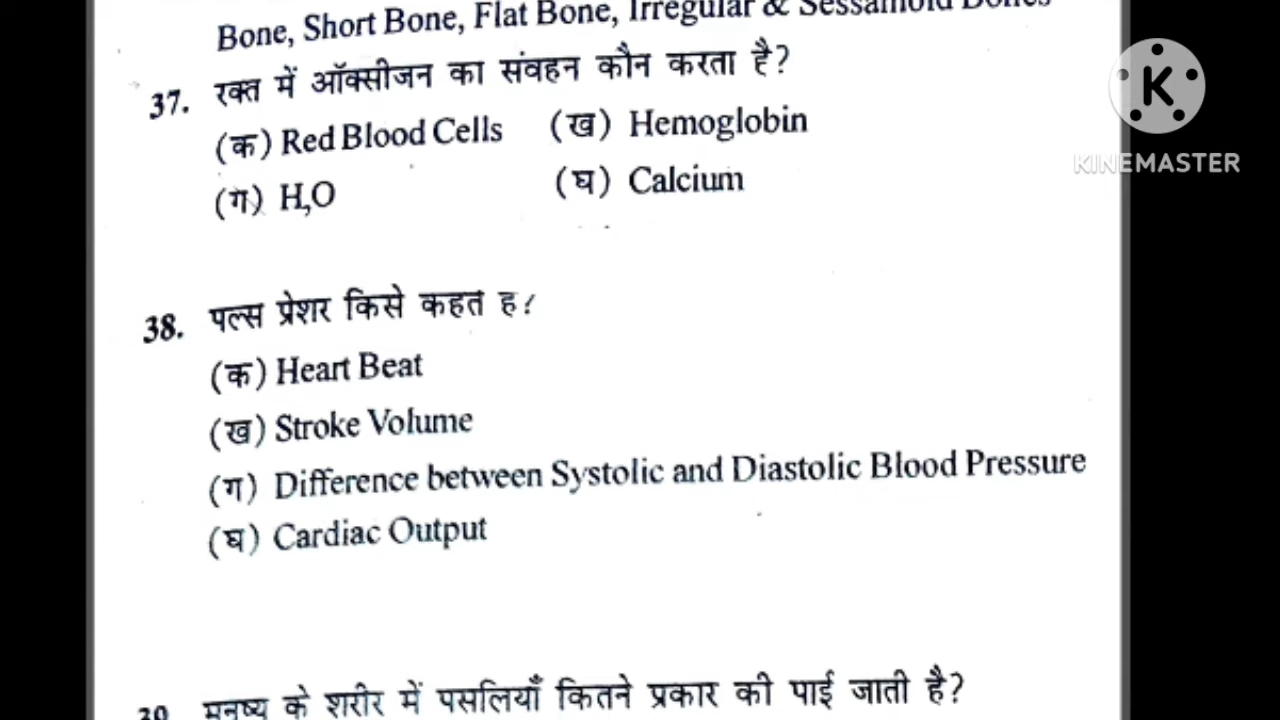 Bone, Short Bone, Flat Bone, Irregular & Sessamoid Bones
37. रक्त में ऑक्सीजन का संवहन कौन करता है?
(क) Red Blood Cells (ख) Hemoglobin
(ग) H,O (घ) Calcium
38. पल्स प्रेशर किसे कहत ह?
(क) Heart Beat
(ख) Stroke Volume
(ग) Difference between Systolic and Diastolic Blood Pressure
(घ) Cardiac Output
39. मनुष्य के शरीर में पसलियाँ कितने प्रकार की पाई जाती है?
K
KINEMASTER